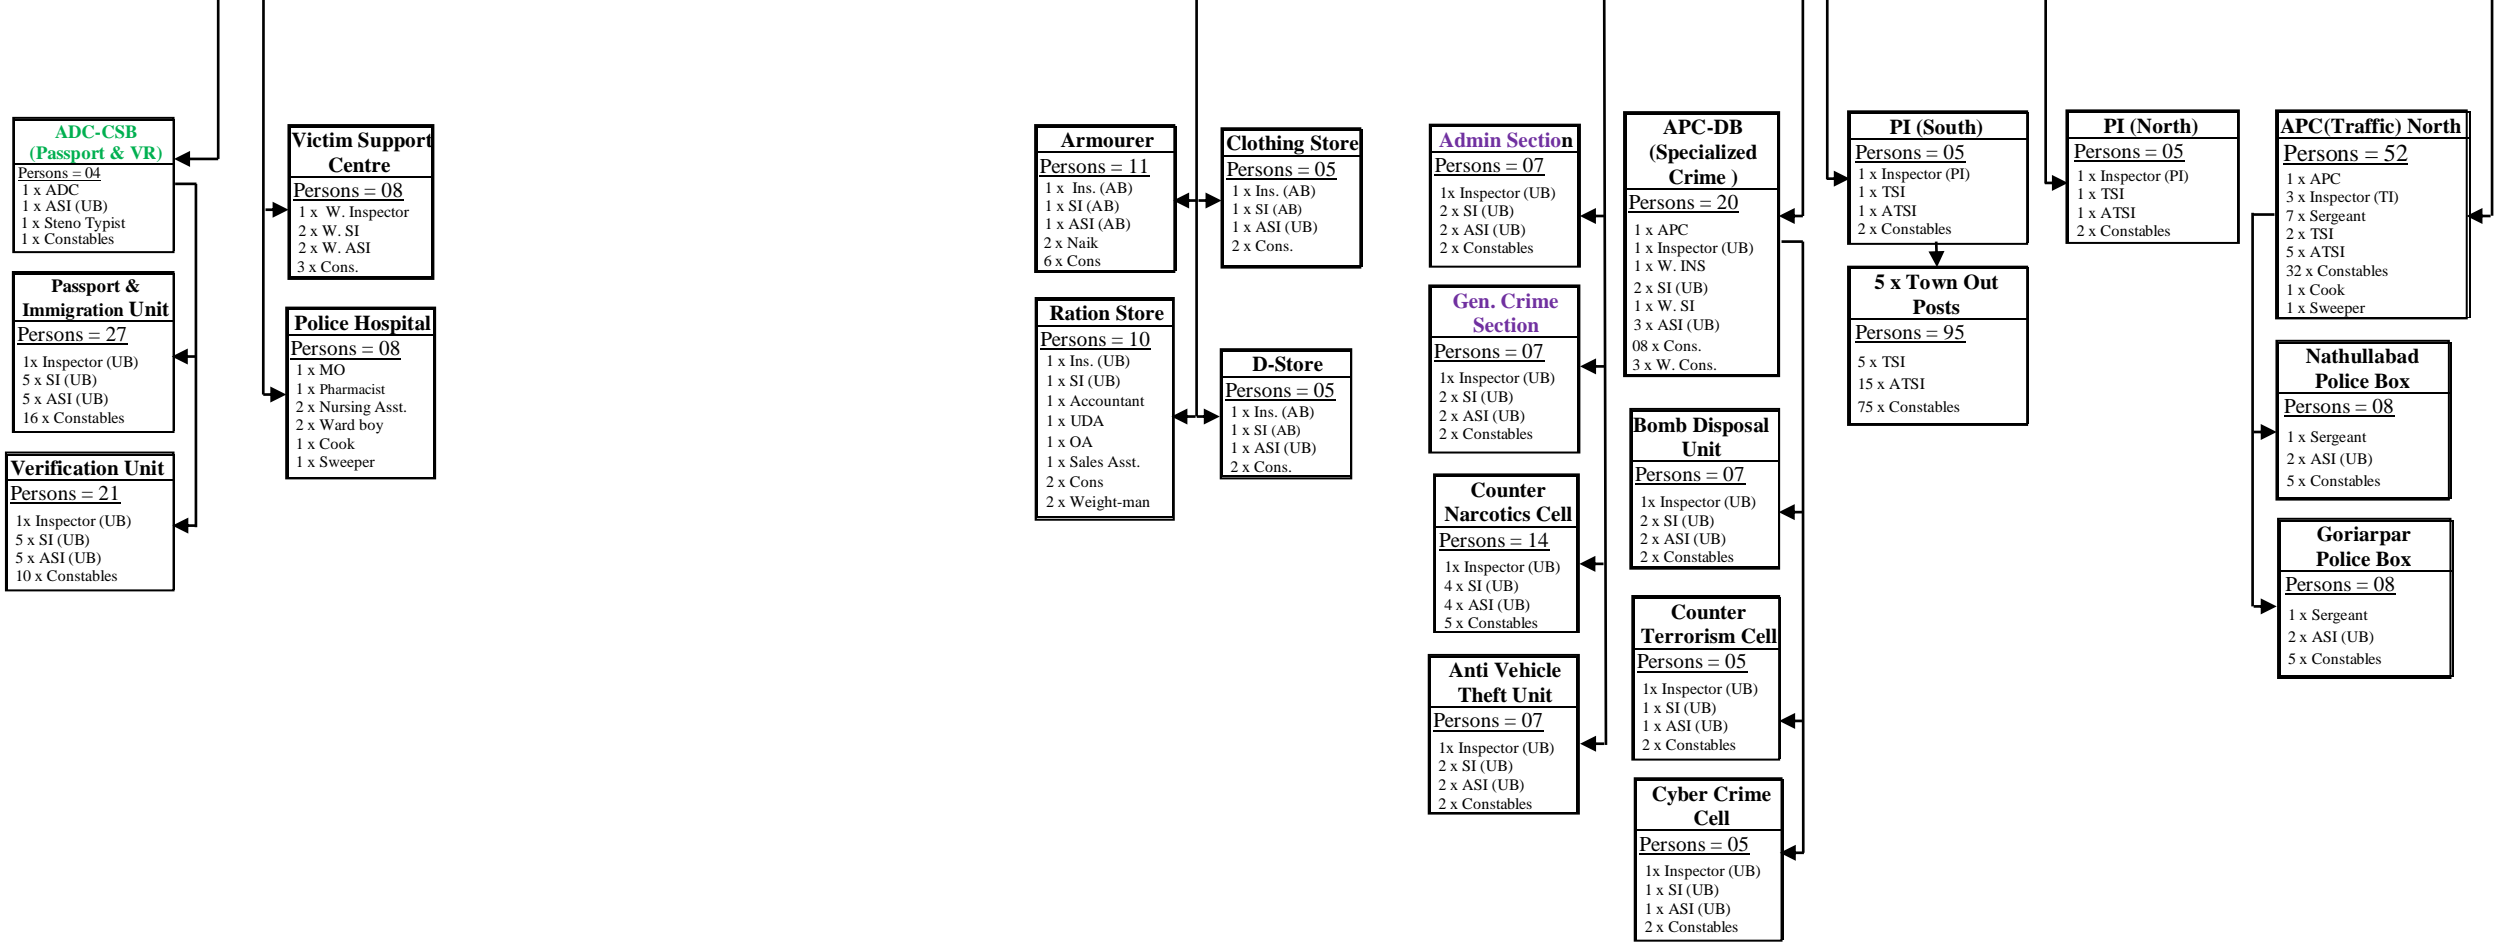 ADC-CSB
(Passport & VR)
Persons = 04
1 x ADC
1 x ASI (UB)
1 x Steno Typist
1 x Constables
Passport &
Immigration Unit
Persons = 27
1x Inspector (UB)
5 x SI (UB)
5 x ASI (UB)
16 x Constables
Verification Unit
Persons = 21
1x Inspector (UB)
5 x SI (UB)
5 x ASI (UB)
10 x Constables
Victim Support
Centre
Persons = 08
1 x W. Inspector
2 x W. SI
2 x W. ASI
3 x Cons.
Police Hospital
Persons = 08
1 x MO
1 x Pharmacist
2 x Nursing Asst.
2 x Ward boy
1 x Cook
1 x Sweeper
Armourer
Persons = 11
1 x Ins. (AB)
1 x SI (AB)
1 x ASI (AB)
2 x Naik
6 x Cons
Ration Store
Persons = 10
1 x Ins. (UB)
1 x SI (UB)
1 x Accountant
1 x UDA
1 x OA
1 x Sales Asst.
2 x Cons
2 x Weight-man
Clothing Store
Persons = 05
1 x Ins. (AB)
1 x SI (AB)
1 x ASI (UB)
2 x Cons.
D-Store
Persons = 05
1 x Ins. (AB)
1 x SI (AB)
1 x ASI (UB)
2 x Cons.
Admin Section
Persons = 07
1x Inspector (UB)
2 x SI (UB)
2 x ASI (UB)
2 x Constables
Gen. Crime
Section
Persons = 07
1x Inspector (UB)
2 x SI (UB)
2 x ASI (UB)
2 x Constables
Counter
Narcotics Cell
Persons = 14
1x Inspector (UB)
4 x SI (UB)
4 x ASI (UB)
5 x Constables
Anti Vehicle
Theft Unit
Persons = 07
1x Inspector (UB)
2 x SI (UB)
2 x ASI (UB)
2 x Constables
APC-DB
(Specialized
Crime )
Persons = 20
1 x APC
1 x Inspector (UB)
1 x W. INS
2 x SI (UB)
1 x W. SI
3 x ASI (UB)
08 x Cons.
3 x W. Cons.
Bomb Disposal
Unit
Persons = 07
1x Inspector (UB)
2 x SI (UB)
2 x ASI (UB)
2 x Constables
Counter
Terrorism Cell
Persons = 05
1x Inspector (UB)
1 x SI (UB)
1 x ASI (UB)
2 x Constables
Cyber Crime
Cell
Persons = 05
1x Inspector (UB)
1 x SI (UB)
1 x ASI (UB)
2 x Constables
PI (South)
Persons = 05
1 x Inspector (PI)
1 x TSI
1 x ATSI
2 x Constables
5 x Town Out
Posts
Persons = 95
5 x TSI
15 x ATSI
75 x Constables
PI (North)
Persons = 05
1 x Inspector (PI)
1 x TSI
1 x ATSI
2 x Constables
APC(Traffic) North
Persons = 52
1 x APC
3 x Inspector (TI)
7 x Sergeant
2 x TSI
5 x ATSI
32 x Constables
1 x Cook
1 x Sweeper
Nathullabad
Police Box
Persons = 08
1 x Sergeant
2 x ASI (UB)
5 x Constables
Goriarpar
Police Box
Persons = 08
1 x Sergeant
2 x ASI (UB)
5 x Constables